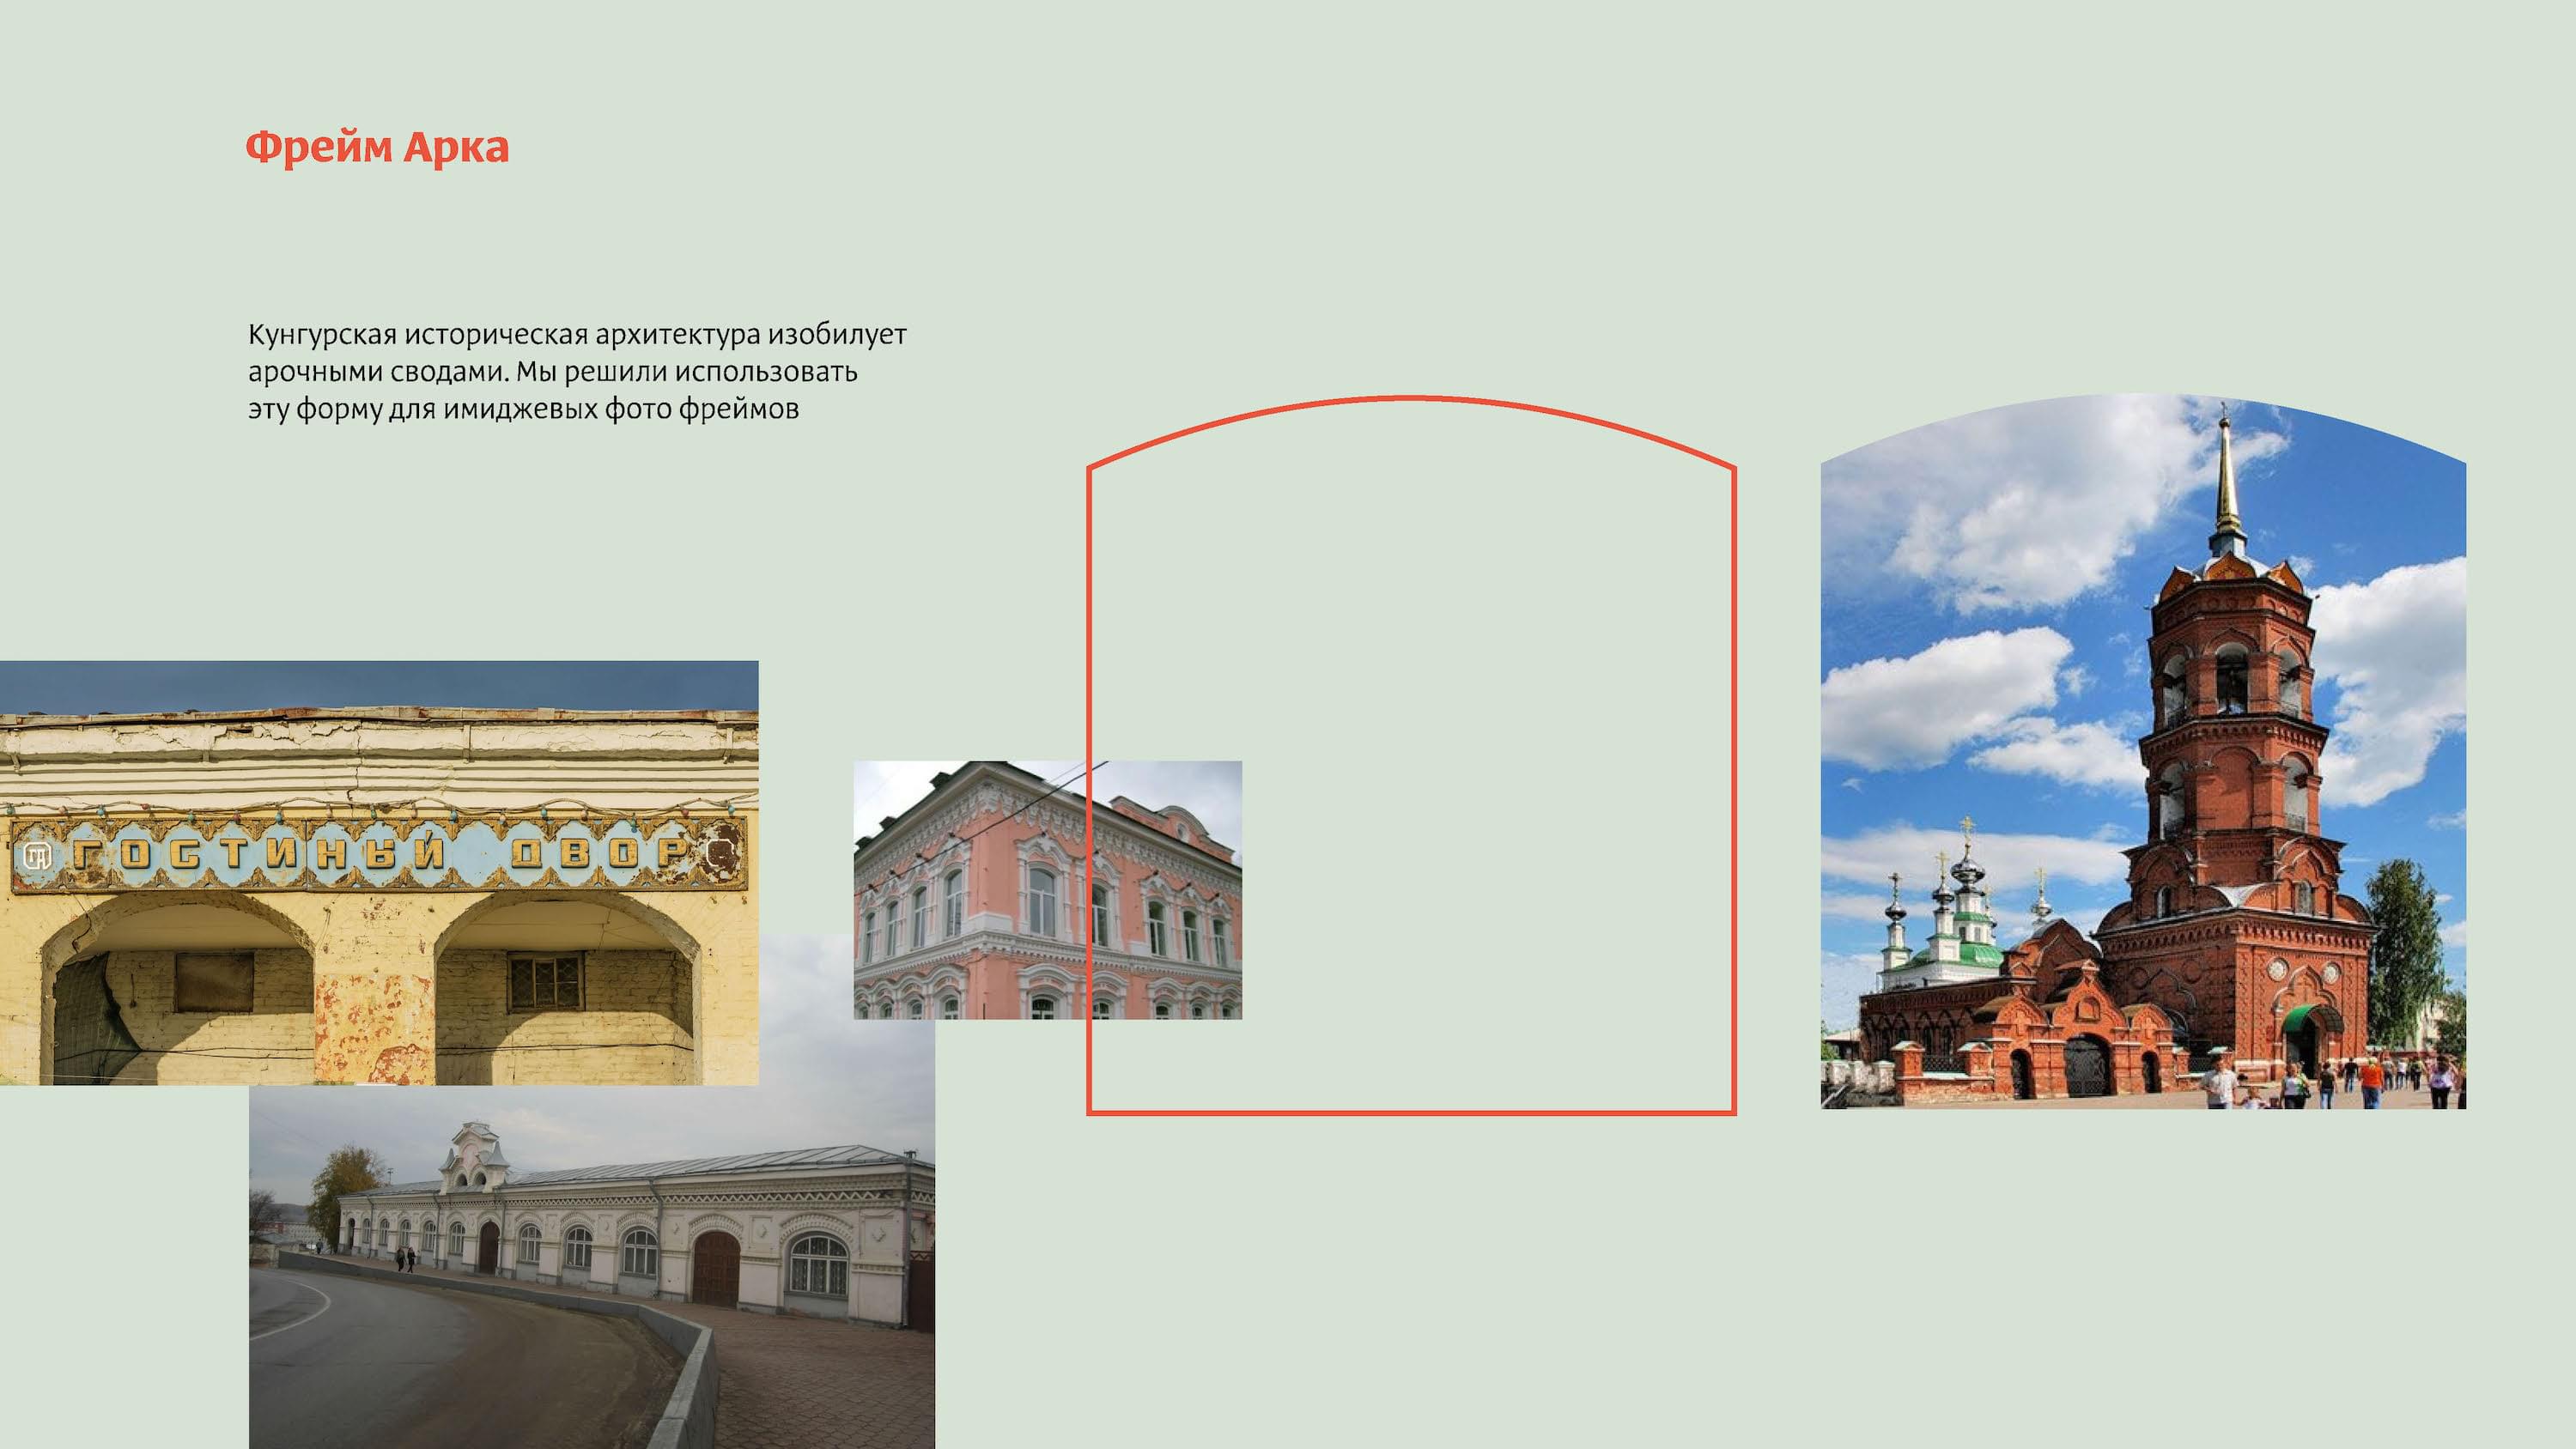 Фрейм Арка
Кунгурская историческая архитектура изобилует
арочными сводами. Мы решили использовать
эту форму для имиджевых фото фреймов
ГОСТИНЫЙ ДВОР